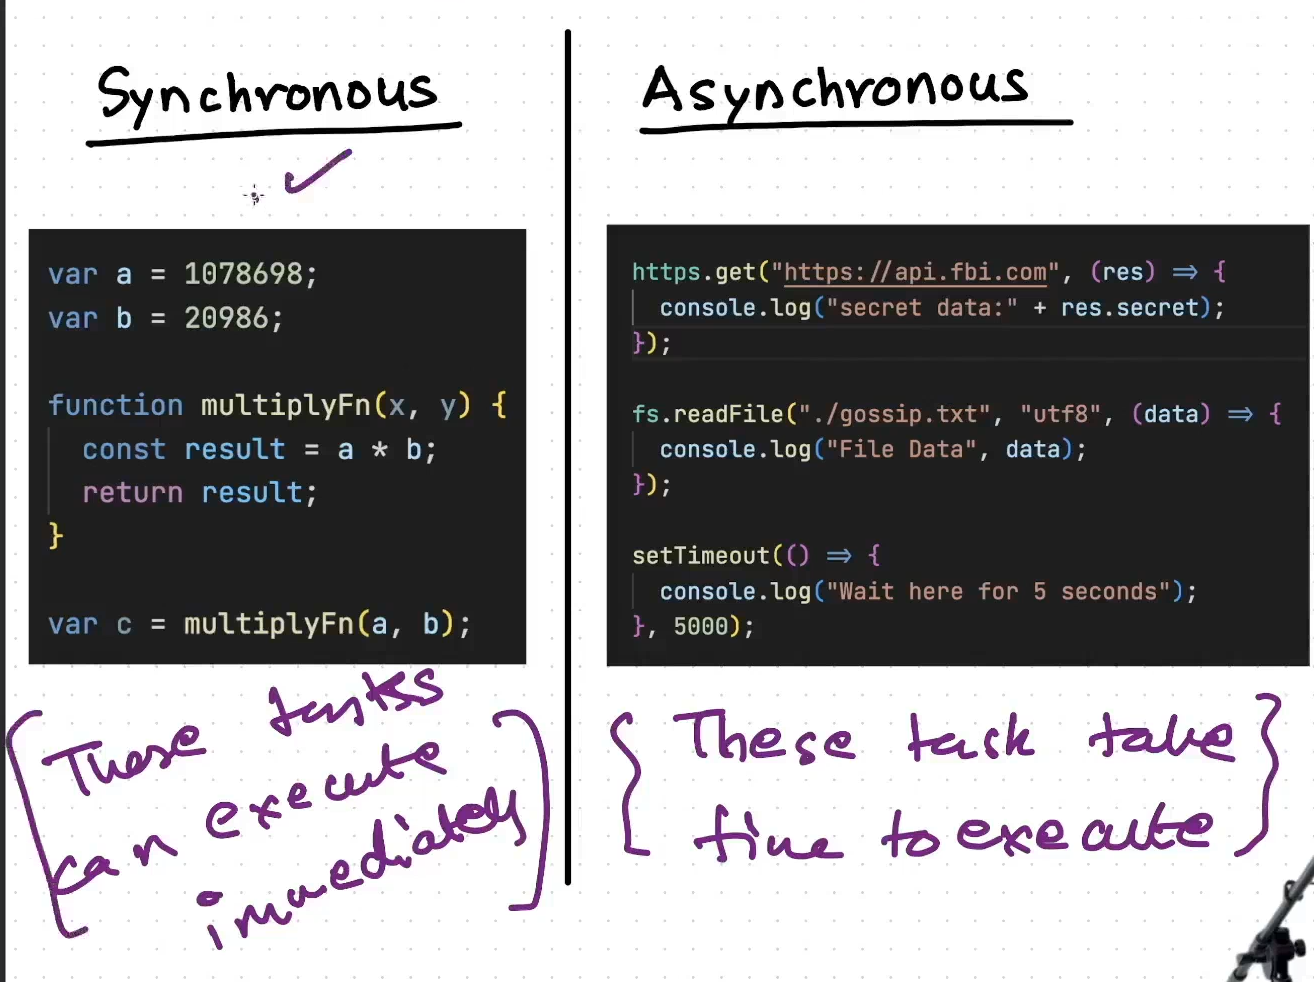 Synchronous
var a = 1078698;
var b = 20986;
function multiplyFn(x, y) {
const result = a * b;
return result;
}
var c = multiplyFn(a, b);
These tasks
can execute
immediately
Asynchronous
https.get("https://api.fbi.com", (res) => {
console.log("secret data:" + res.secret);
});
fs.readFile("./gossip.txt", "utf8", (data) => {
console.log("File Data", data);
});
setTimeout(() => {
console.log("Wait here for 5 seconds");
}, 5000);
{ These task take }
time to execute